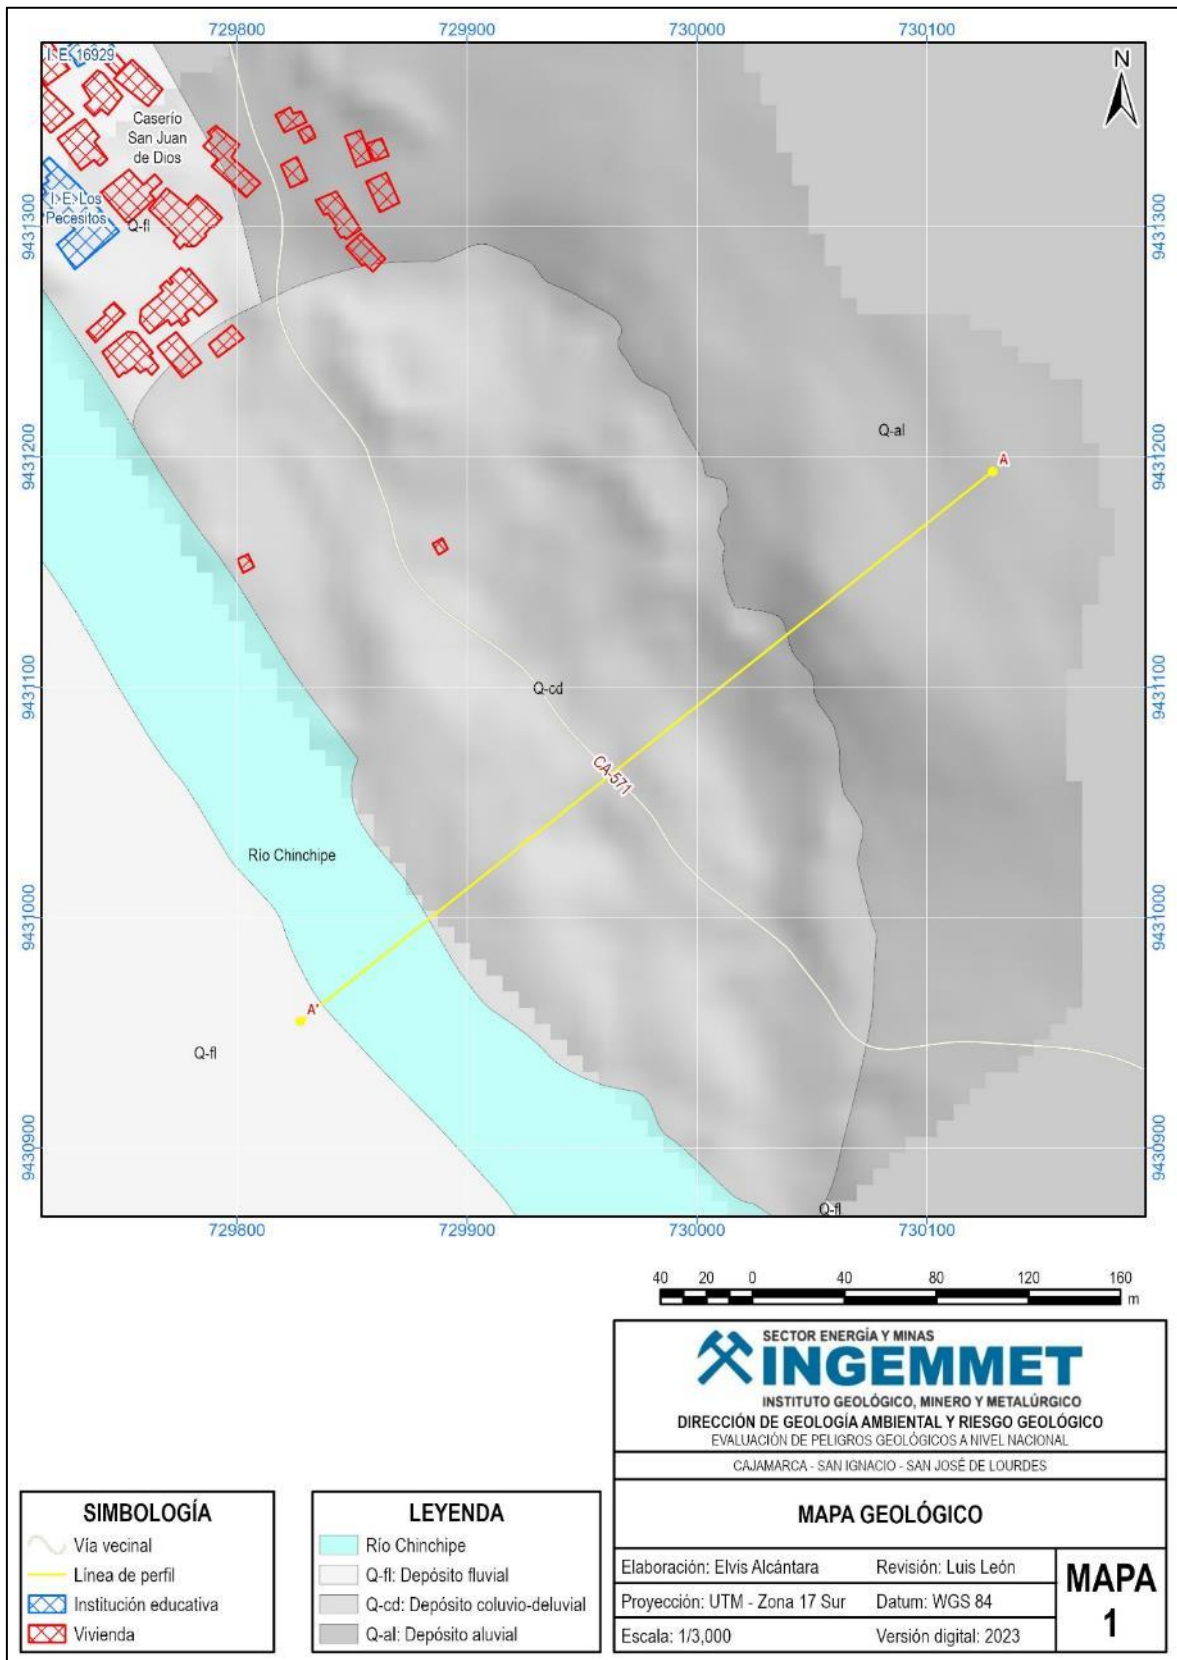 729800
729900
730000
730100
I. E. 16929
N
Caserío
San Juan
de Dios
I. E. Los
Pecesitos
Q-fl
9431300
9431300
Q-al
9431200
9431200
A
Q-cd
9431100
9431100
CA-571
Río Chinchipe
9431000
9431000
A'
Q-fl
9430900
9430900
Q-fl
729800
729900
730000
730100
40 20 0 40 80 120 160
m
SECTOR ENERGÍA Y MINAS
INGEMMET
INSTITUTO GEOLÓGICO, MINERO Y METALÚRGICO
DIRECCIÓN DE GEOLOGÍA AMBIENTAL Y RIESGO GEOLÓGICO
EVALUACIÓN DE PELIGROS GEOLÓGICOS A NIVEL NACIONAL
CAJAMARCA - SAN IGNACIO - SAN JOSÉ DE LOURDES
MAPA GEOLÓGICO
Elaboración: Elvis Alcántara
Revisión: Luis León
Proyección: UTM - Zona 17 Sur
Datum: WGS 84
Escala: 1/3,000
Versión digital: 2023
MAPA
1
SIMBOLOGÍA
Vía vecinal
Línea de perfil
Institución educativa
Vivienda
LEYENDA
Río Chinchipe
Q-fl: Depósito fluvial
Q-cd: Depósito coluvio-deluvial
Q-al: Depósito aluvial